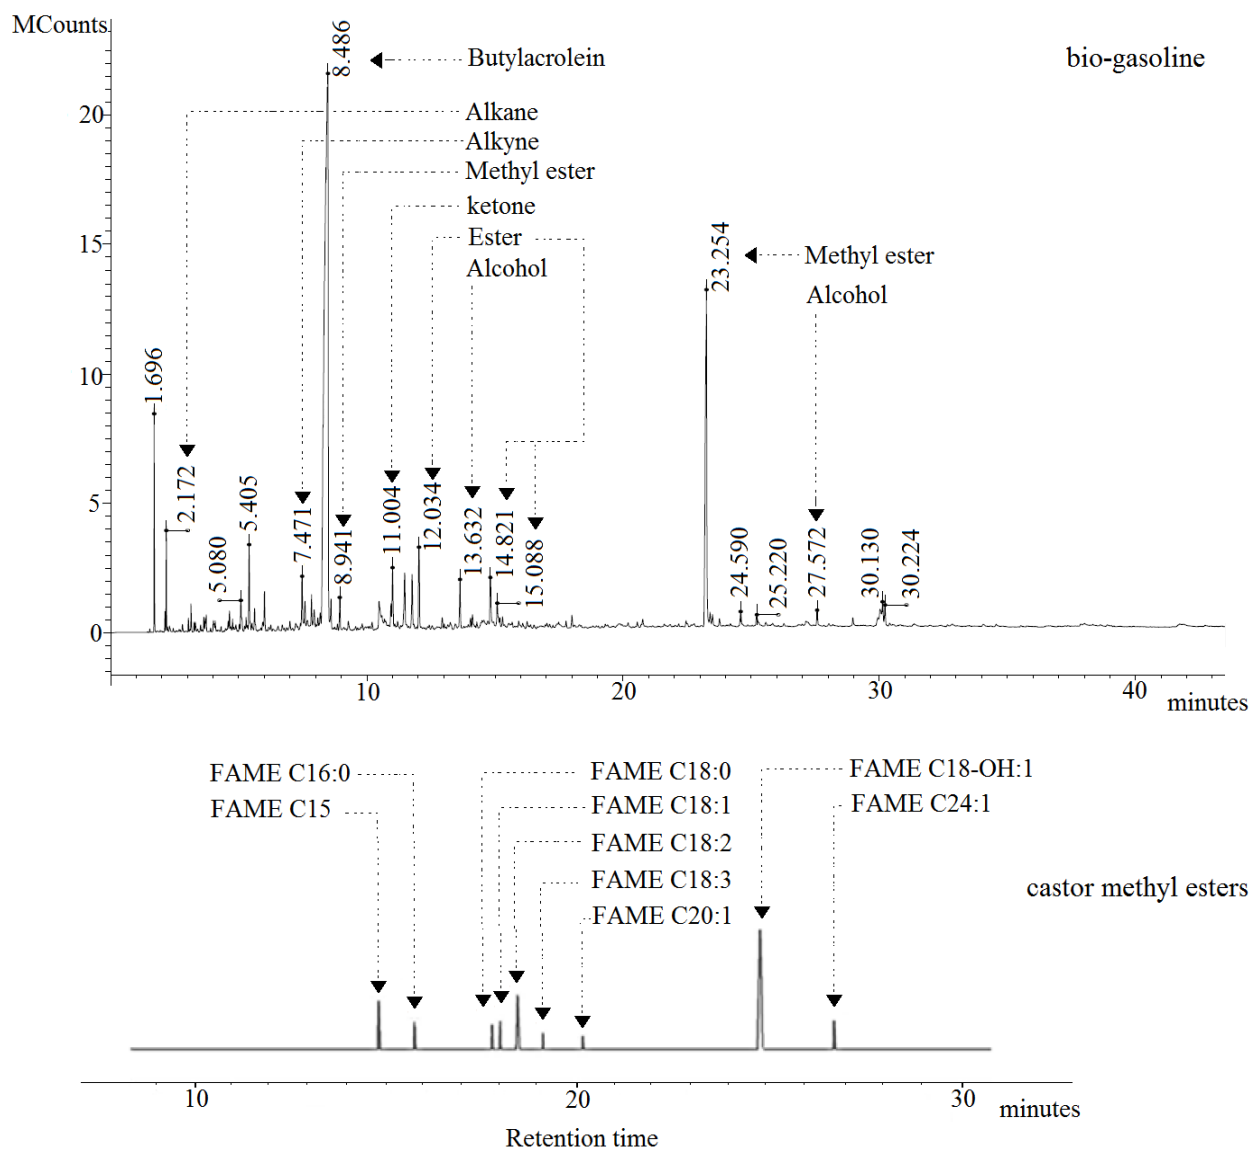 MCounts
bio-gasoline
8.486
Butylacrolein
Alkane
Alkyne
Methyl ester
ketone
Ester
Alcohol
Methyl ester
Alcohol
20
15
10
5
0
1.696
2.172
5.080
5.405
7.471
8.941
11.004
12.034
13.632
14.821
15.088
23.254
24.590
25.220
27.572
30.130
30.224
10
20
30
40
minutes
FAME C16:0
FAME C15
FAME C18:0
FAME C18:1
FAME C18:2
FAME C18:3
FAME C20:1
FAME C18-OH:1
FAME C24:1
castor methyl esters
10
20
30
minutes
Retention time